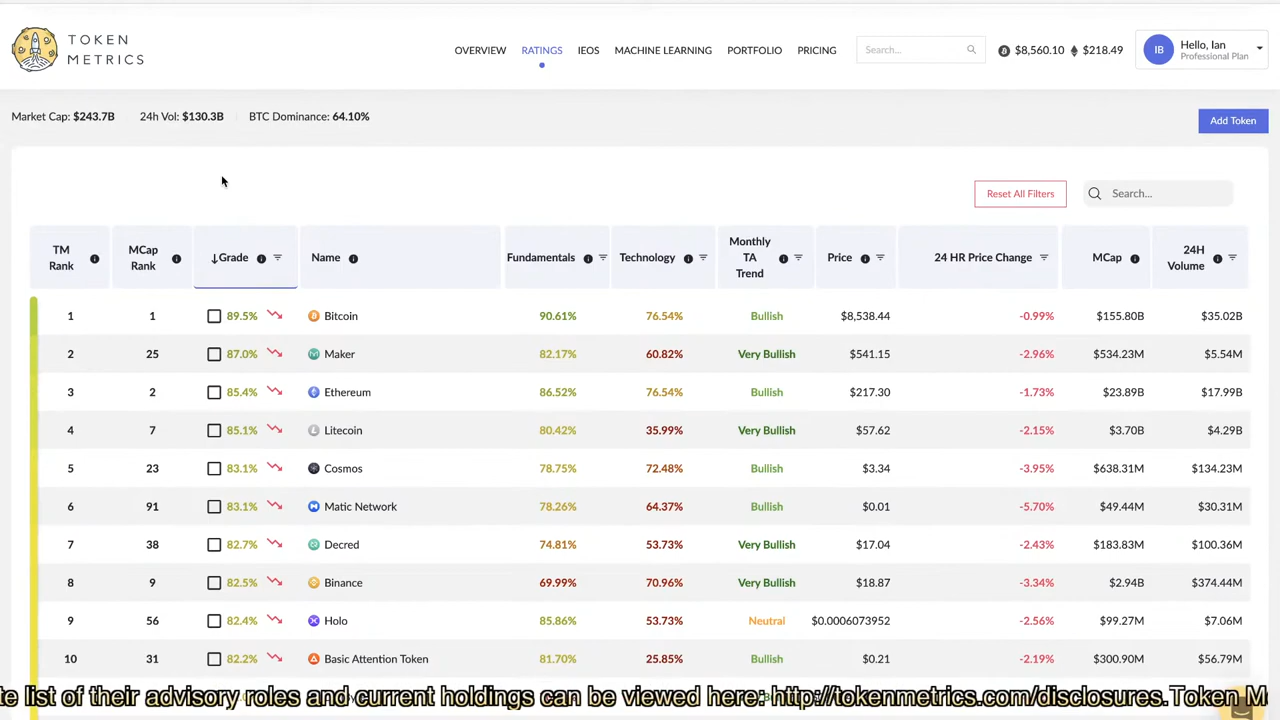 TOKEN
METRICS
OVERVIEW RATINGS IEOS MACHINE LEARNING PORTFOLIO PRICING Search... $8,560.10 $218.49 IB Hello, Ian
Professional Plan
Market Cap: $243.7B 24h Vol: $130.3B BTC Dominance: 64.10% Add Token
Reset All Filters Search...
TM Rank MCap Rank ↓Grade Name Fundamentals Technology Monthly TA Trend Price 24 HR Price Change MCap 24H Volume
1 1 89.5% Bitcoin 90.61% 76.54% Bullish $8,538.44 -0.99% $155.80B $35.02B
2 25 87.0% Maker 82.17% 60.82% Very Bullish $541.15 -2.96% $534.23M $5.54M
3 2 85.4% Ethereum 86.52% 76.54% Bullish $217.30 -1.73% $23.89B $17.99B
4 7 85.1% Litecoin 80.42% 35.99% Very Bullish $57.62 -2.15% $3.70B $4.29B
5 23 83.1% Cosmos 78.75% 72.48% Bullish $3.34 -3.95% $638.31M $134.23M
6 91 83.1% Matic Network 78.26% 64.37% Bullish $0.01 -5.70% $49.44M $30.31M
7 38 82.7% Decred 74.81% 53.73% Very Bullish $17.04 -2.43% $183.83M $100.36M
8 9 82.5% Binance 69.99% 70.96% Very Bullish $18.87 -3.34% $2.94B $374.44M
9 56 82.4% Holo 85.86% 53.73% Neutral $0.0006073952 -2.56% $99.27M $7.06M
10 31 82.2% Basic Attention Token 81.70% 25.85% Bullish $0.21 -2.19% $300.90M $56.79M
list of their advisory roles and current holdings can be viewed here: http://tokenmetrics.com/disclosures.Token